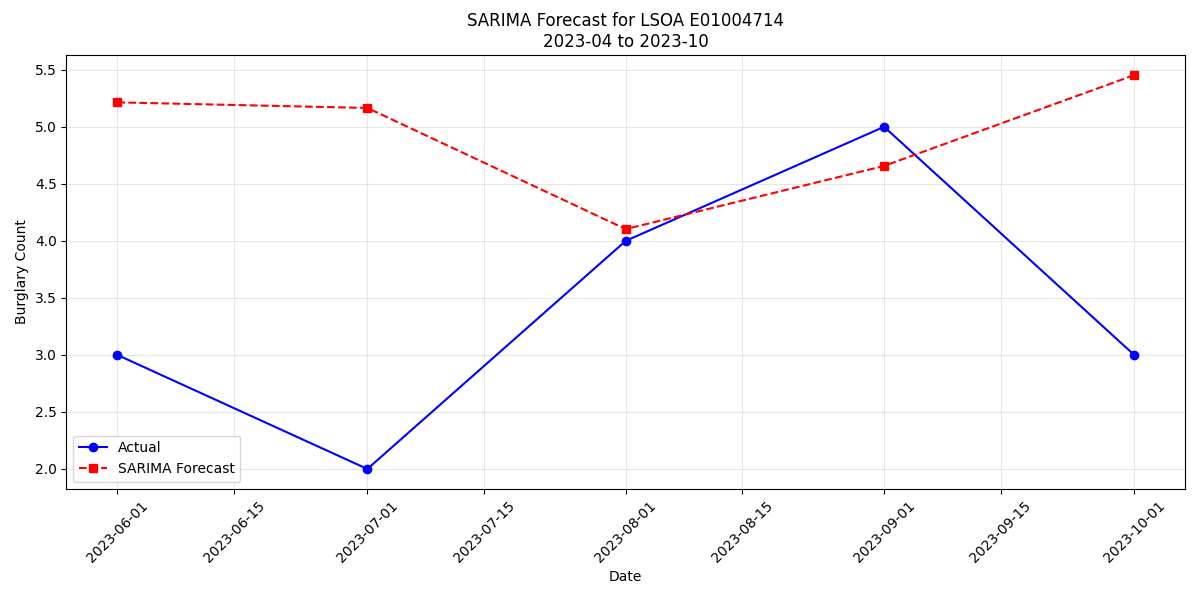 SARIMA Forecast for LSOA E01004714
2023-04 to 2023-10
Burglary Count
5.5
5.0
4.5
4.0
3.5
3.0
2.5
2.0
Actual
SARIMA Forecast
2023-06-01
2023-06-15
2023-07-01
2023-07-15
2023-08-01
2023-08-15
2023-09-01
2023-09-15
2023-10-01
Date